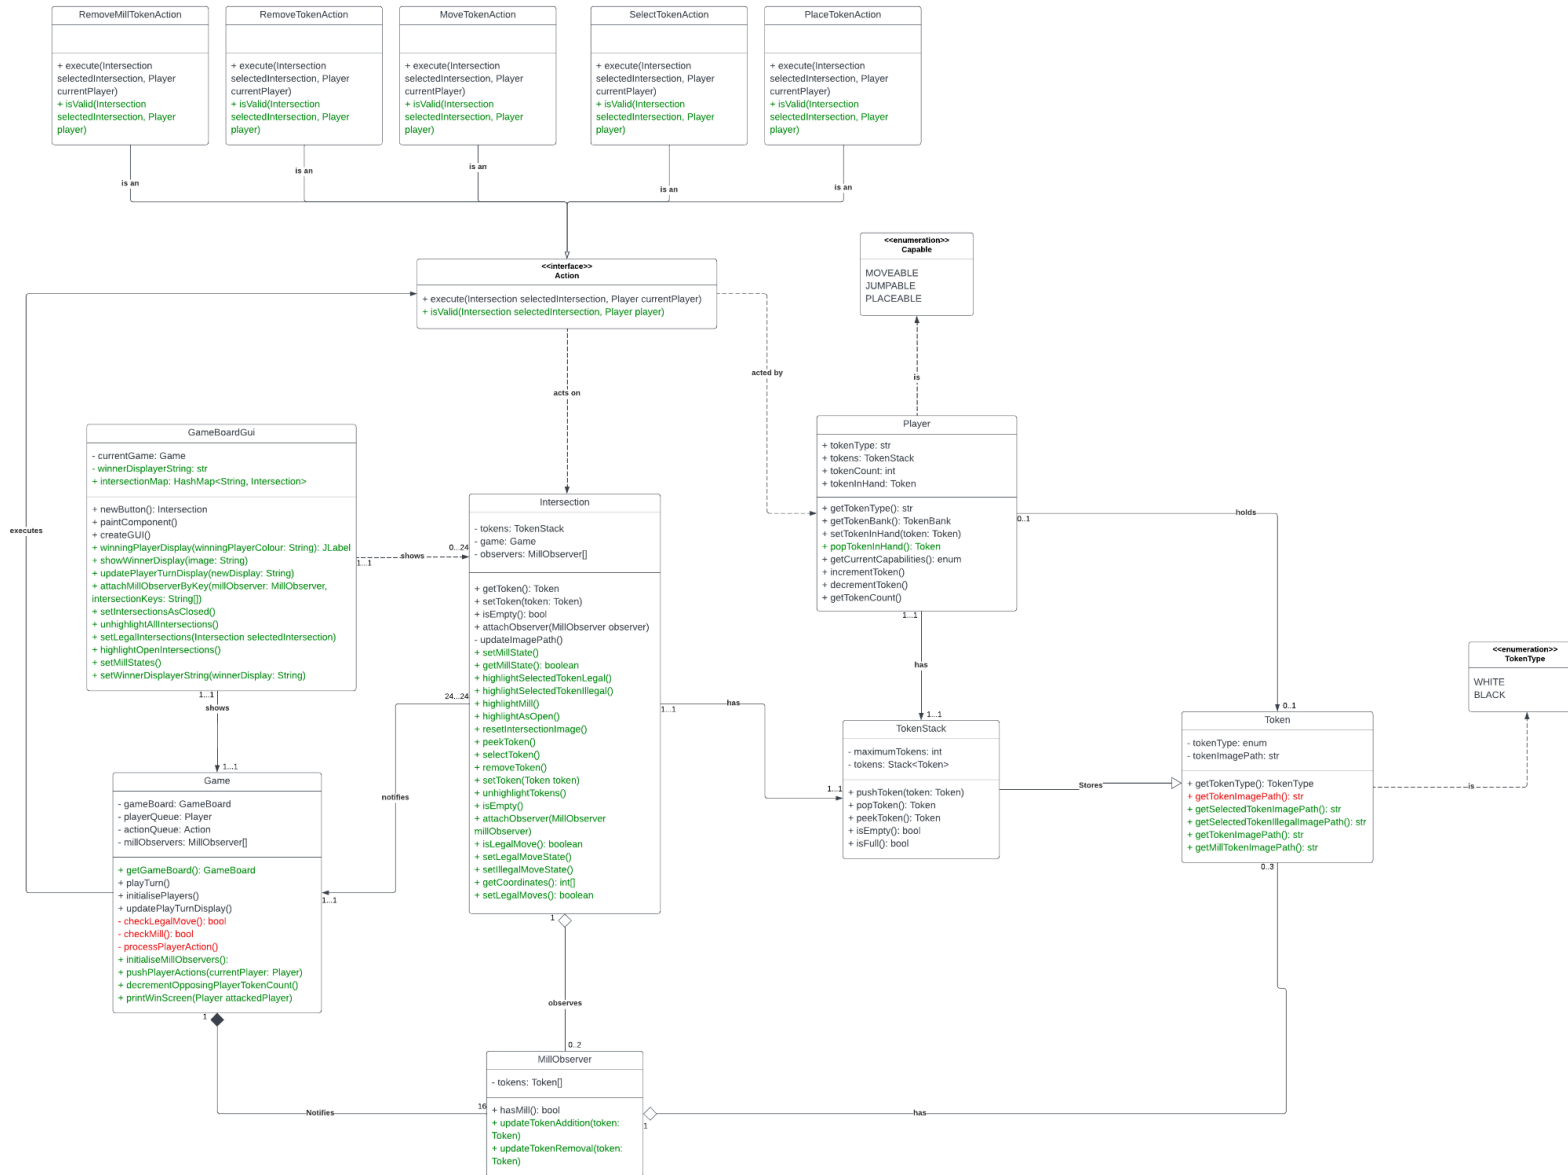 RemoveMillTokenAction
+ execute(Intersection
selectedIntersection, Player
currentPlayer)
+ isValid(Intersection
selectedIntersection, Player
player)
RemoveTokenAction
+ execute(Intersection
selectedIntersection, Player
currentPlayer)
+ isValid(Intersection
selectedIntersection, Player
player)
MoveTokenAction
+ execute(Intersection
selectedIntersection, Player
currentPlayer)
+ isValid(Intersection
selectedIntersection, Player
player)
SelectTokenAction
+ execute(Intersection
selectedIntersection, Player
currentPlayer)
+ isValid(Intersection
selectedIntersection, Player
player)
PlaceTokenAction
+ execute(Intersection
selectedIntersection, Player
currentPlayer)
+ isValid(Intersection
selectedIntersection, Player
player)
is an
is an
is an
is an
is an
<<interface>>
Action
+ execute(Intersection selectedIntersection, Player currentPlayer)
+ isValid(Intersection selectedIntersection, Player player)
<<enumeration>>
Capable
MOVEABLE
JUMPABLE
PLACEABLE
acted by
is
acts on
executes
GameBoardGui
- currentGame: Game
- winnerDisplayerString: str
+ intersectionMap: HashMap<String, Intersection>
+ newButton(): Intersection
+ paintComponent()
+ createGUI()
+ winningPlayerDisplay(winningPlayerColour: String): JLabel
+ showWinnerDisplay(image: String)
+ updatePlayerTurnDisplay(newDisplay: String)
+ attachMillObserverByKey(millObserver: MillObserver,
intersectionKeys: String[])
+ setIntersectionsAsClosed()
+ unhighlightAllIntersections()
+ setLegalIntersections(Intersection selectedIntersection)
+ highlightOpenIntersections()
+ setMillStates()
+ setWinnerDisplayerString(winnerDisplay: String)
1...1
shows
0...24
1...1
shows
1...1
Intersection
- tokens: TokenStack
- game: Game
- observers: MillObserver[]
+ getToken(): Token
+ setToken(token: Token)
+ isEmpty(): bool
+ attachObserver(MillObserver observer)
- updateImagePath()
+ setMillState()
+ getMillState(): boolean
+ highlightSelectedTokenLegal()
+ highlightSelectedTokenIllegal()
+ highlightMill()
+ highlightAsOpen()
+ resetIntersectionImage()
+ peekToken()
+ selectToken()
+ removeToken()
+ setToken(Token token)
+ unhighlightTokens()
+ isEmpty()
+ attachObserver(MillObserver
millObserver)
+ isLegalMove(): boolean
+ setLegalMoveState()
+ setIllegalMoveState()
+ getCoordinates(): int[]
+ setLegalMoves(): boolean
24...24
notifies
1...1
1...1
has
1...1
Player
+ tokenType: str
+ tokens: TokenStack
+ tokenCount: int
+ tokenInHand: Token
+ getTokenType(): str
+ getTokenBank(): TokenBank
+ setTokenInHand(token: Token)
+ popTokenInHand(): Token
+ getCurrentCapabilities(): enum
+ incrementToken()
+ decrementToken()
+ getTokenCount()
0...1
holds
0...1
1...1
has
1...1
TokenStack
- maximumTokens: int
- tokens: Stack<Token>
+ pushToken(token: Token)
+ popToken(): Token
+ peekToken(): Token
+ isEmpty(): bool
+ isFull(): bool
Stores
<<enumeration>>
TokenType
WHITE
BLACK
is
Token
- tokenType: enum
- tokenImagePath: str
+ getTokenType(): TokenType
+ getTokenImagePath(): str
+ getSelectedTokenImagePath(): str
+ getSelectedTokenIllegalImagePath(): str
+ getTokenImagePath(): str
+ getMillTokenImagePath(): str
0..3
Game
- gameBoard: GameBoard
- playerQueue: Player
- actionQueue: Action
- millObservers: MillObserver[]
+ getGameBoard(): GameBoard
+ playTurn()
+ initialisePlayers()
+ updatePlayTurnDisplay()
- checkLegalMove(): bool
- checkMill(): bool
- processPlayerAction()
+ initialiseMillObservers():
+ pushPlayerActions(currentPlayer: Player)
+ decrementOpposingPlayerTokenCount()
+ printWinScreen(Player attackedPlayer)
1
Notifies
16
1
observes
0..2
MillObserver
- tokens: Token[]
+ hasMill(): bool
+ updateTokenAddition(token:
Token)
+ updateTokenRemoval(token:
Token)
1
has